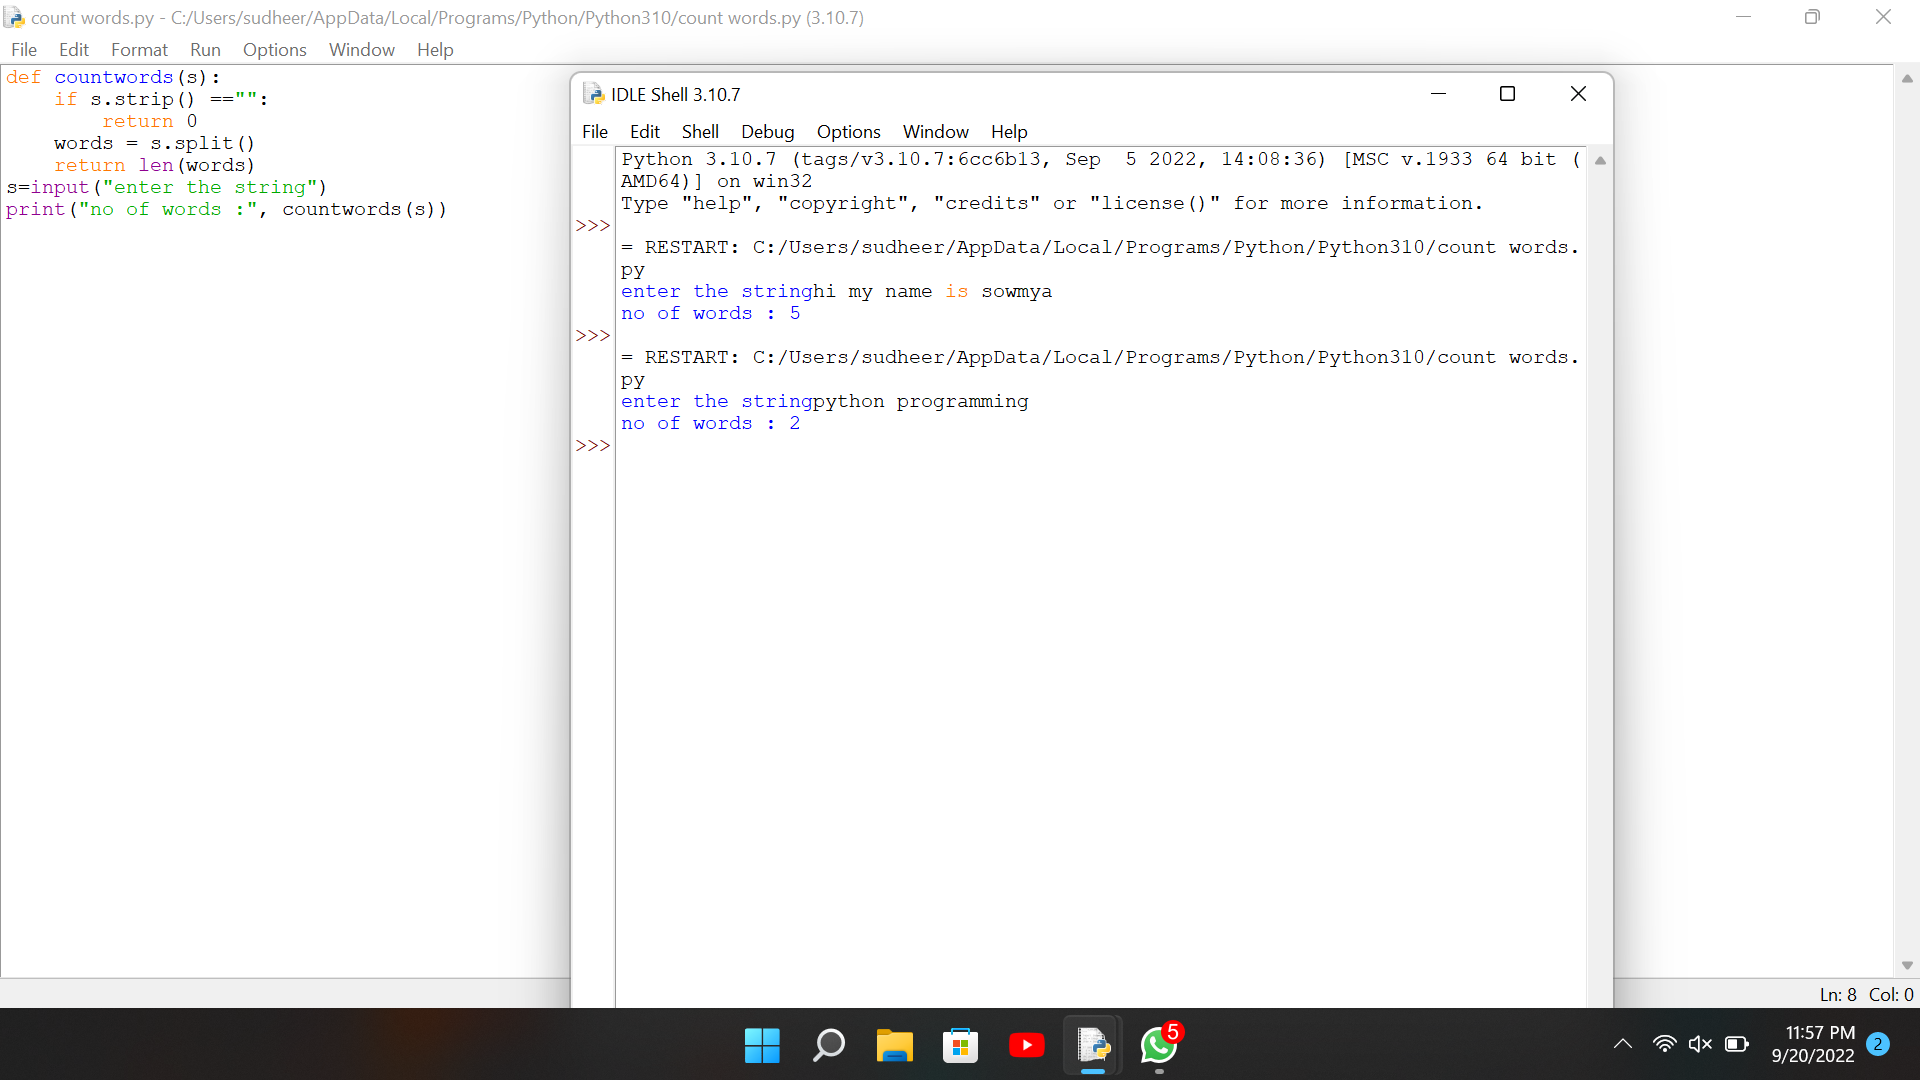 count words.py - C:/Users/sudheer/AppData/Local/Programs/Python/Python310/count words.py (3.10.7)
File Edit Format Run Options Window Help
def countwords(s):
    if s.strip() =="":
        return 0
    words = s.split()
    return len(words)
s=input("enter the string")
print("no of words :", countwords(s))
IDLE Shell 3.10.7
File Edit Shell Debug Options Window Help
Python 3.10.7 (tags/v3.10.7:6cc6b13, Sep  5 2022, 14:08:36) [MSC v.1933 64 bit (
AMD64)] on win32
Type "help", "copyright", "credits" or "license()" for more information.
>>>
= RESTART: C:/Users/sudheer/AppData/Local/Programs/Python/Python310/count words.
py
enter the stringhi my name is sowmya
no of words : 5
>>>
= RESTART: C:/Users/sudheer/AppData/Local/Programs/Python/Python310/count words.
py
enter the stringpython programming
no of words : 2
>>>
Ln: 8 Col: 0
5
11:57 PM
9/20/2022
2